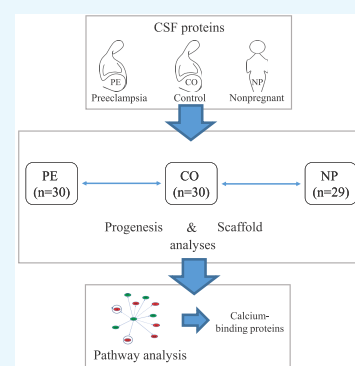 CSF proteins
PE CO NP
Preeclampsia Control Nonpregnant
PE CO NP
(n=30) (n=30) (n=29)
Progenesis & Scaffold
analyses
Calcium-
binding proteins
Pathway analysis